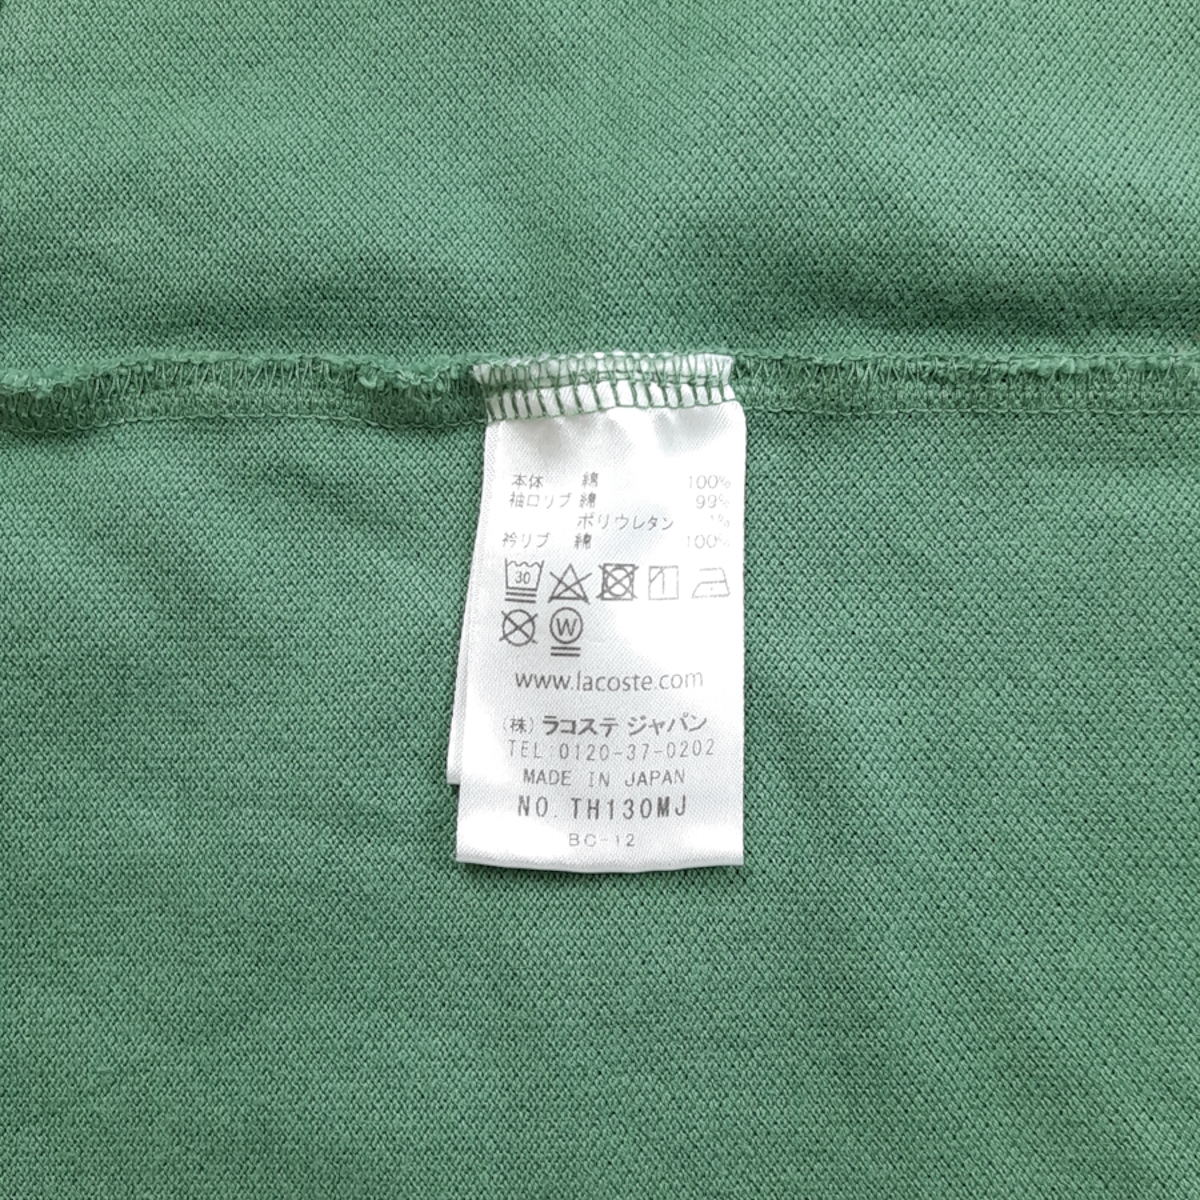 本体 綿 100%
袖口リブ 綿 99%
ポリウレタン 1%
衿リブ 綿 100%
30
W
www.lacoste.com
(株) ラコステ ジャパン
TEL:0120-37-0202
MADE IN JAPAN
NO. TH130MJ
BC-12